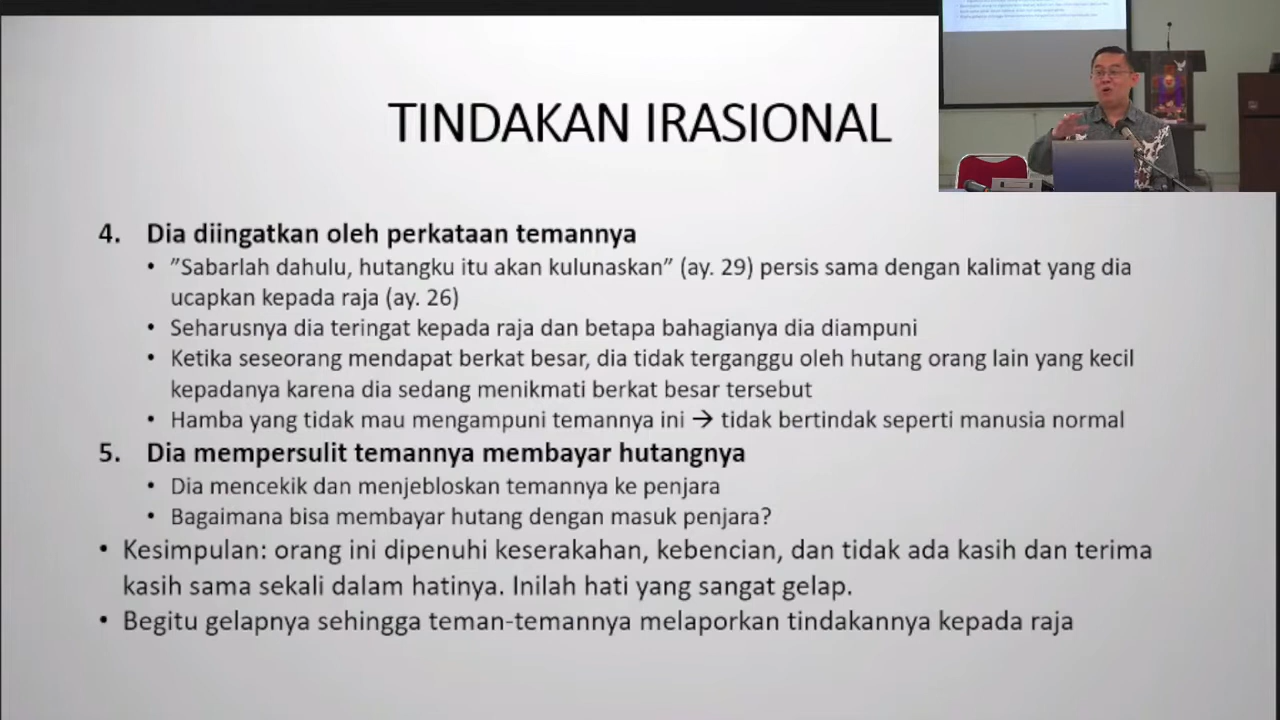 TINDAKAN IRASIONAL
4. Dia diingatkan oleh perkataan temannya
• ”Sabarlah dahulu, hutangku itu akan kulunaskan” (ay. 29) persis sama dengan kalimat yang dia
ucapkan kepada raja (ay. 26)
• Seharusnya dia teringat kepada raja dan betapa bahagianya dia diampuni
• Ketika seseorang mendapat berkat besar, dia tidak terganggu oleh hutang orang lain yang kecil
kepadanya karena dia sedang menikmati berkat besar tersebut
• Hamba yang tidak mau mengampuni temannya ini → tidak bertindak seperti manusia normal
5. Dia mempersulit temannya membayar hutangnya
• Dia mencekik dan menjebloskan temannya ke penjara
• Bagaimana bisa membayar hutang dengan masuk penjara?
• Kesimpulan: orang ini dipenuhi keserakahan, kebencian, dan tidak ada kasih dan terima
kasih sama sekali dalam hatinya. Inilah hati yang sangat gelap.
• Begitu gelapnya sehingga teman-temannya melaporkan tindakannya kepada raja